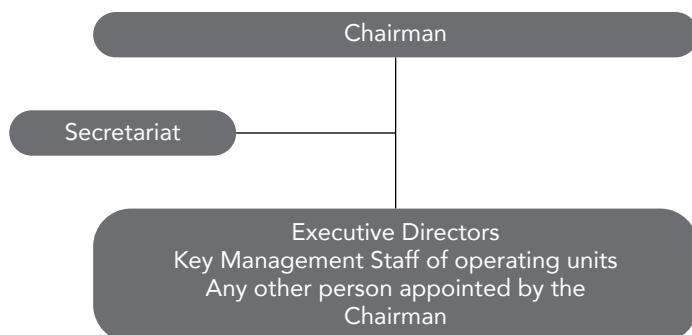 Chairman
Secretariat
Executive Directors
Key Management Staff of operating units
Any other person appointed by the
Chairman